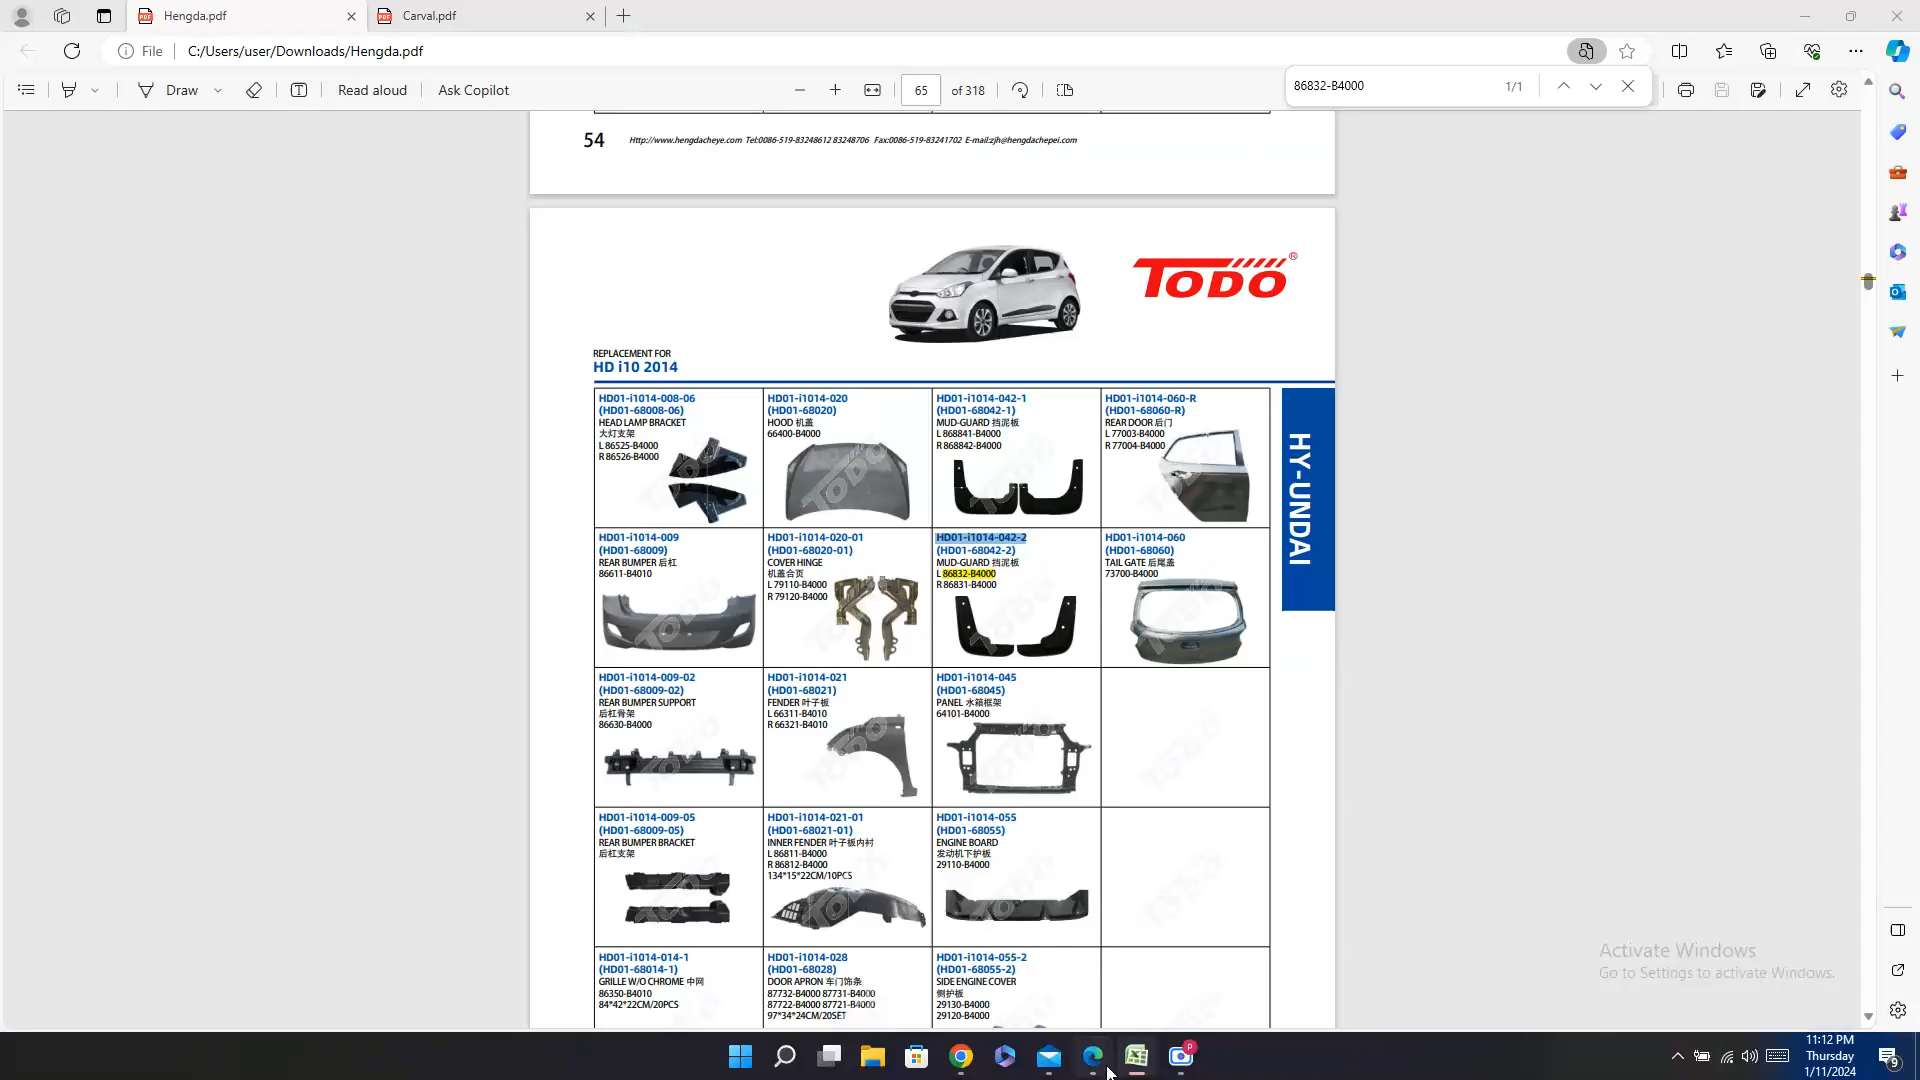 Hengda.pdf
Carval.pdf
File
C:/Users/user/Downloads/Hengda.pdf
Draw
Read aloud
Ask Copilot
65
of 318
86832-B4000
1/1
54
Http://www.hengdacheye.com Tel:0086-519-83248612 83248706 Fax:0086-519-83241702 E-mail:zjh@hengdachepei.com
TODO®
REPLACEMENT FOR
HD i10 2014
HY-UNDAI
HD01-i1014-008-06
(HD01-68008-06)
HEAD LAMP BRACKET
大灯支架
L 86525-B4000
R 86526-B4000
HD01-i1014-020
(HD01-68020)
HOOD 机盖
66400-B4000
HD01-i1014-042-1
(HD01-68042-1)
MUD-GUARD 挡泥板
L 868841-B4000
R 868842-B4000
HD01-i1014-060-R
(HD01-68060-R)
REAR DOOR 后门
L 77003-B4000
R 77004-B4000
HD01-i1014-009
(HD01-68009)
REAR BUMPER 后杠
86611-B4010
HD01-i1014-020-01
(HD01-68020-01)
COVER HINGE
机盖合页
L 79110-B4000
R 79120-B4000
HD01-i1014-042-2
(HD01-68042-2)
MUD-GUARD 挡泥板
L 86832-B4000
R 86831-B4000
HD01-i1014-060
(HD01-68060)
TAIL GATE 后尾盖
73700-B4000
HD01-i1014-009-02
(HD01-68009-02)
REAR BUMPER SUPPORT
后杠骨架
86630-B4000
HD01-i1014-021
(HD01-68021)
FENDER 叶子板
L 66311-B4010
R 66321-B4010
HD01-i1014-045
(HD01-68045)
PANEL 水箱框架
64101-B4000
HD01-i1014-009-05
(HD01-68009-05)
REAR BUMPER BRACKET
后杠支架
HD01-i1014-021-01
(HD01-68021-01)
INNER FENDER 叶子板内衬
L 86811-B4000
R 86812-B4000
134*15*22CM/10PCS
HD01-i1014-055
(HD01-68055)
ENGINE BOARD
发动机下护板
29110-B4000
HD01-i1014-014-1
(HD01-68014-1)
GRILLE W/O CHROME 中网
86350-B4010
84*42*22CM/20PCS
HD01-i1014-028
(HD01-68028)
DOOR APRON 车门饰条
87732-B4000 87731-B4000
87722-B4000 87721-B4000
97*34*24CM/20SET
HD01-i1014-055-2
(HD01-68055-2)
SIDE ENGINE COVER
侧护板
29130-B4000
29120-B4000
Activate Windows
Go to Settings to activate Windows.
11:12 PM
Thursday
1/11/2024
9